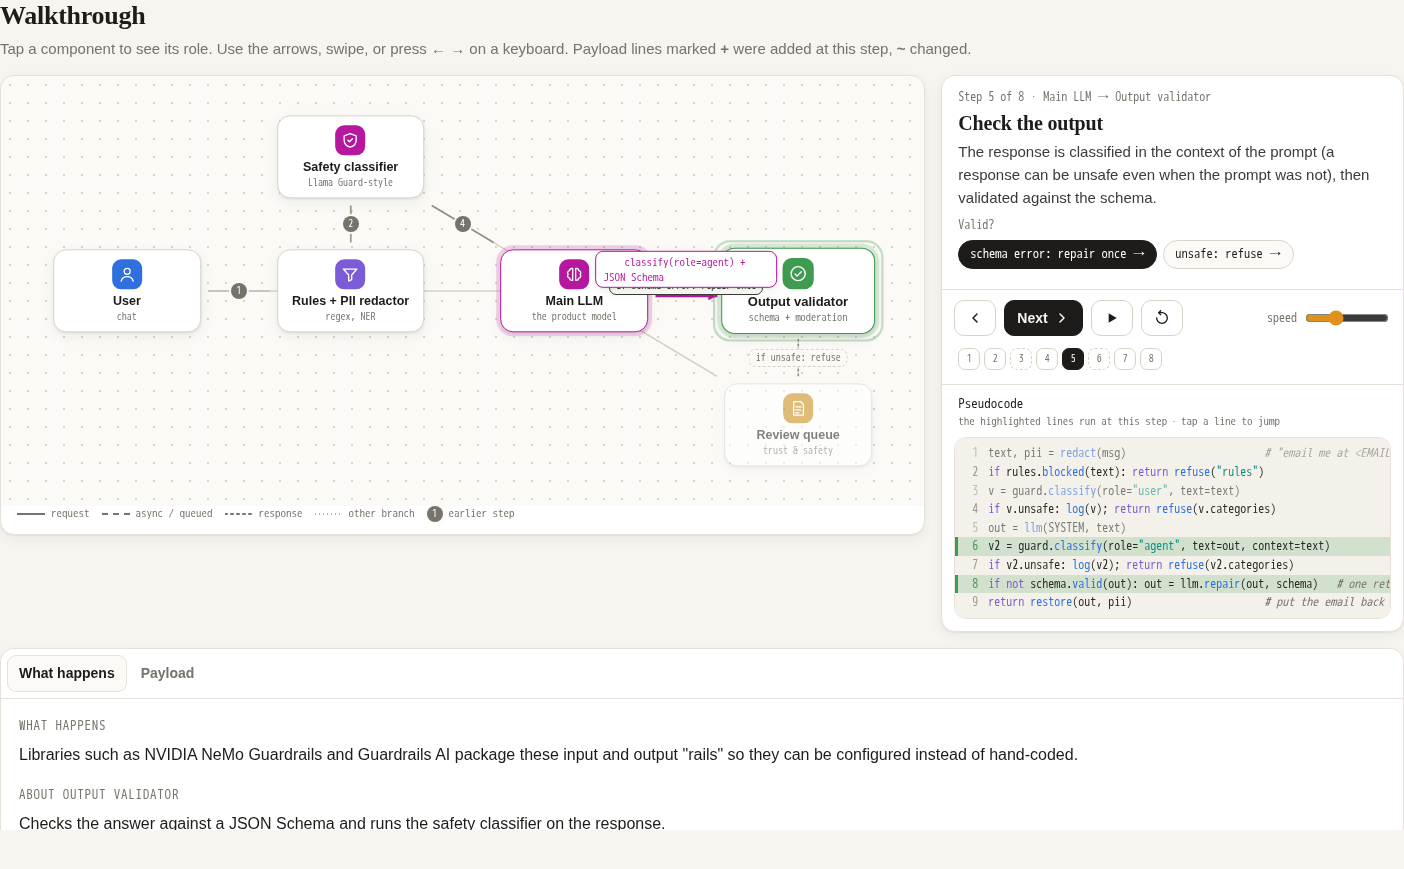 Walkthrough
Tap a component to see its role. Use the arrows, swipe, or press ← → on a keyboard. Payload lines marked + were added at this step, ~ changed.
Safety classifier
Llama Guard-style
2
4
User
chat
1
Rules + PII redactor
regex, NER
Main LLM
the product model
classify(role=agent) +
JSON Schema
Output validator
schema + moderation
if unsafe: refuse
Review queue
trust & safety
request
async / queued
response
other branch
1 earlier step
Step 5 of 8 · Main LLM → Output validator
Check the output
The response is classified in the context of the prompt (a
response can be unsafe even when the prompt was not), then
validated against the schema.
Valid?
schema error: repair once →
unsafe: refuse →
Next
speed
1 2 3 4 5 6 7 8
Pseudocode
the highlighted lines run at this step · tap a line to jump
1 text, pii = redact(msg) # "email me at <EMAIL
2 if rules.blocked(text): return refuse("rules")
3 v = guard.classify(role="user", text=text)
4 if v.unsafe: log(v); return refuse(v.categories)
5 out = llm(SYSTEM, text)
6 v2 = guard.classify(role="agent", text=out, context=text)
7 if v2.unsafe: log(v2); return refuse(v2.categories)
8 if not schema.valid(out): out = llm.repair(out, schema) # one ret
9 return restore(out, pii) # put the email back
What happens
Payload
WHAT HAPPENS
Libraries such as NVIDIA NeMo Guardrails and Guardrails AI package these input and output "rails" so they can be configured instead of hand-coded.
ABOUT OUTPUT VALIDATOR
Checks the answer against a JSON Schema and runs the safety classifier on the response.